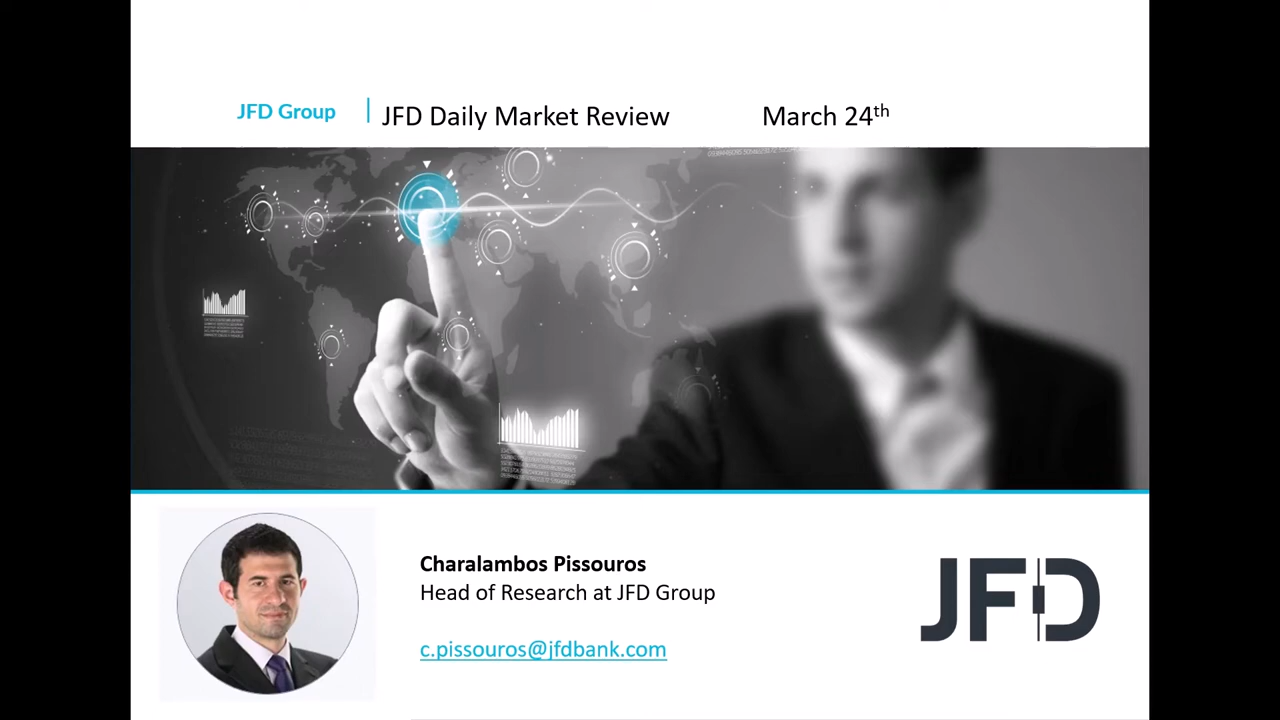 JFD Group
JFD Daily Market Review March 24th
Charalambos Pissouros
Head of Research at JFD Group
c.pissouros@jfdbank.com
JFD